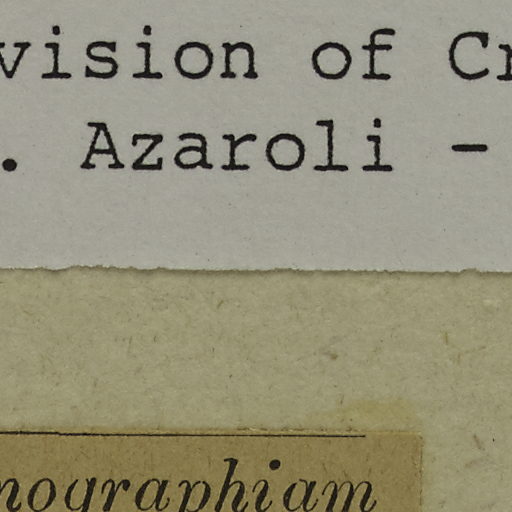 vision of Cr
. Azaroli -
nographiam